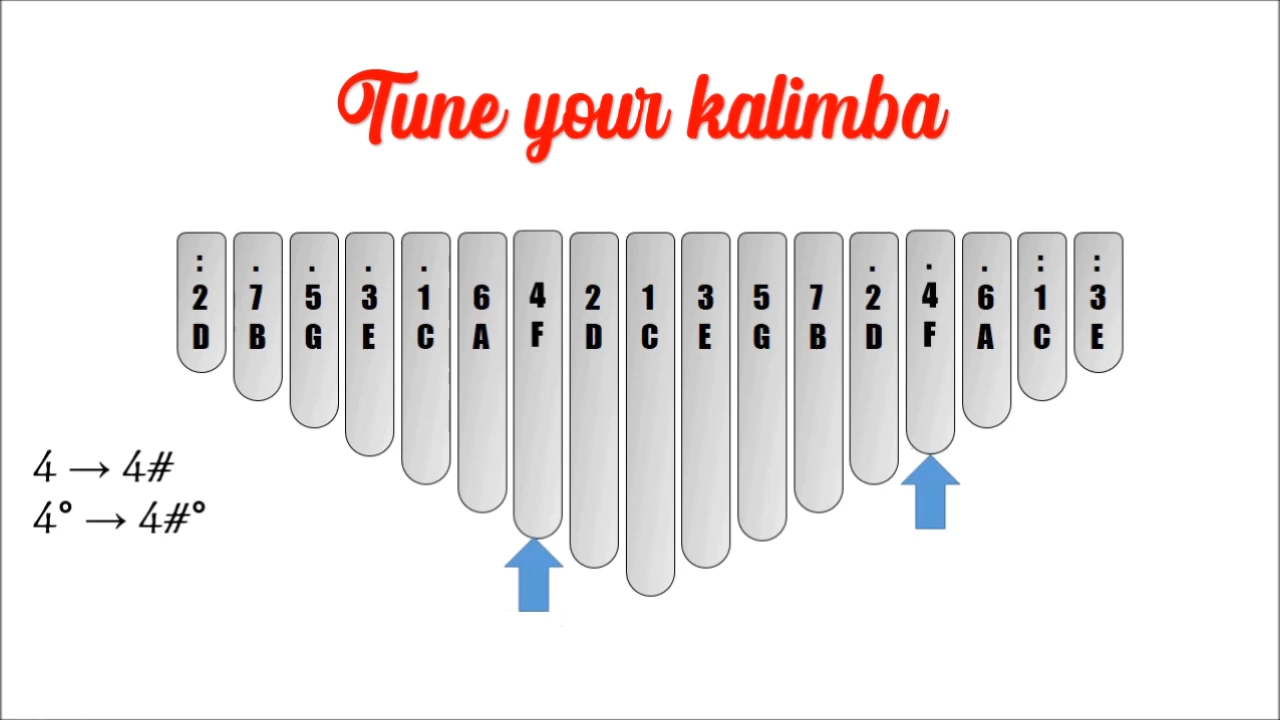 Tune your kalimba
: . . . . . . . : :
2 7 5 3 1 6 4 2 1 3 5 7 2 4 6 1 3
D B G E C A F D C E G B D F A C E
4 → 4#
4° → 4#°